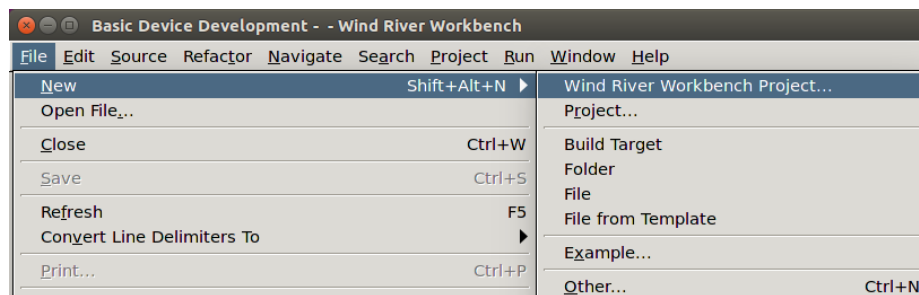 Basic Device Development - - Wind River Workbench
File Edit Source Refactor Navigate Search Project Run Window Help
New Shift+Alt+N
Open File...
Close Ctrl+W
Save Ctrl+S
Refresh F5
Convert Line Delimiters To
Print... Ctrl+P
Wind River Workbench Project...
Project...
Build Target
Folder
File
File from Template
Example...
Other... Ctrl+N